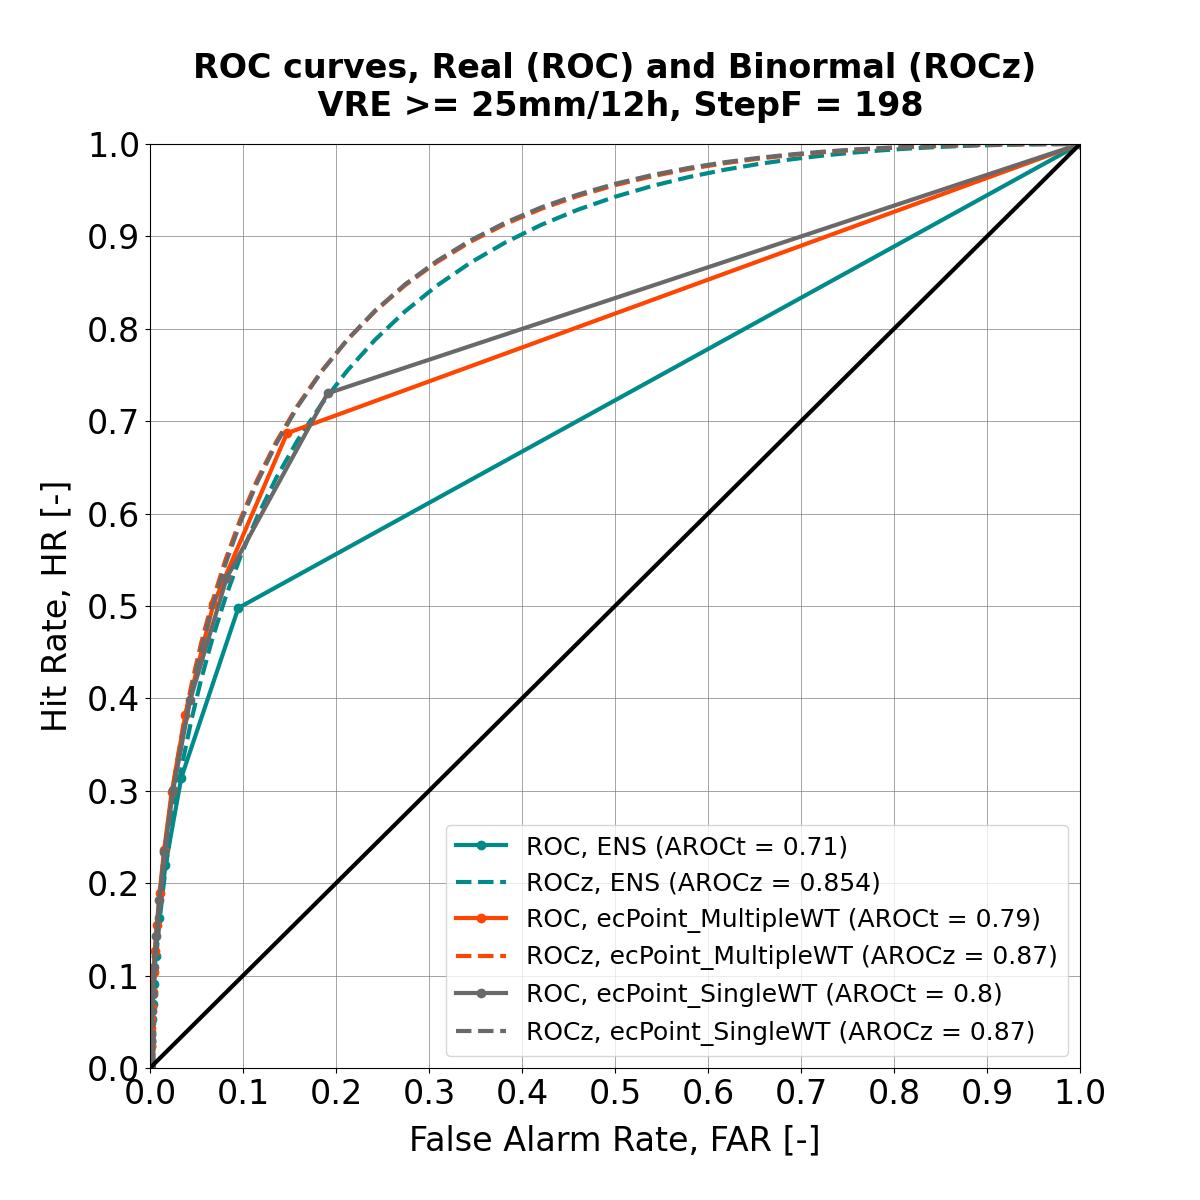 ROC curves, Real (ROC) and Binormal (ROCz)
VRE >= 25mm/12h, StepF = 198
1.0
0.9
0.8
0.7
0.6
0.5
0.4
0.3
0.2
0.1
0.0
Hit Rate, HR [-]
ROC, ENS (AROCt = 0.71)
ROCz, ENS (AROCz = 0.854)
ROC, ecPoint_MultipleWT (AROCt = 0.79)
ROCz, ecPoint_MultipleWT (AROCz = 0.87)
ROC, ecPoint_SingleWT (AROCt = 0.8)
ROCz, ecPoint_SingleWT (AROCz = 0.87)
0.0 0.1 0.2 0.3 0.4 0.5 0.6 0.7 0.8 0.9 1.0
False Alarm Rate, FAR [-]